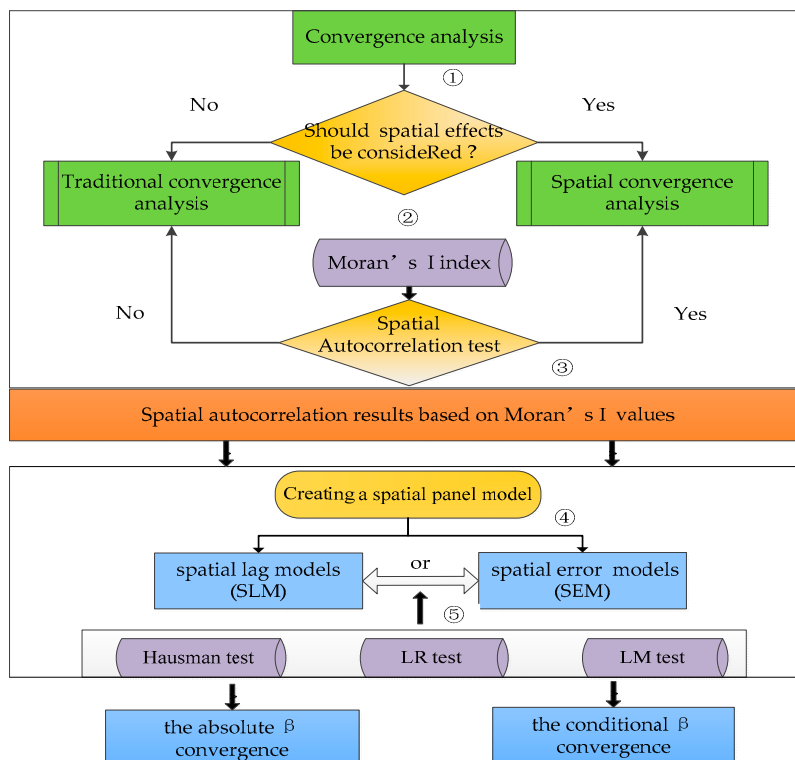 Convergence analysis
①
No
Yes
Should spatial effects
be consideRed ?
Traditional convergence
analysis
Spatial convergence
analysis
②
Moran’s I index
No
Yes
Spatial
Autocorrelation test
③
Spatial autocorrelation results based on Moran’s I values
Creating a spatial panel model
④
spatial lag models
(SLM)
or
spatial error models
(SEM)
⑤
Hausman test
LR test
LM test
the absolute β
convergence
the conditional β
convergence